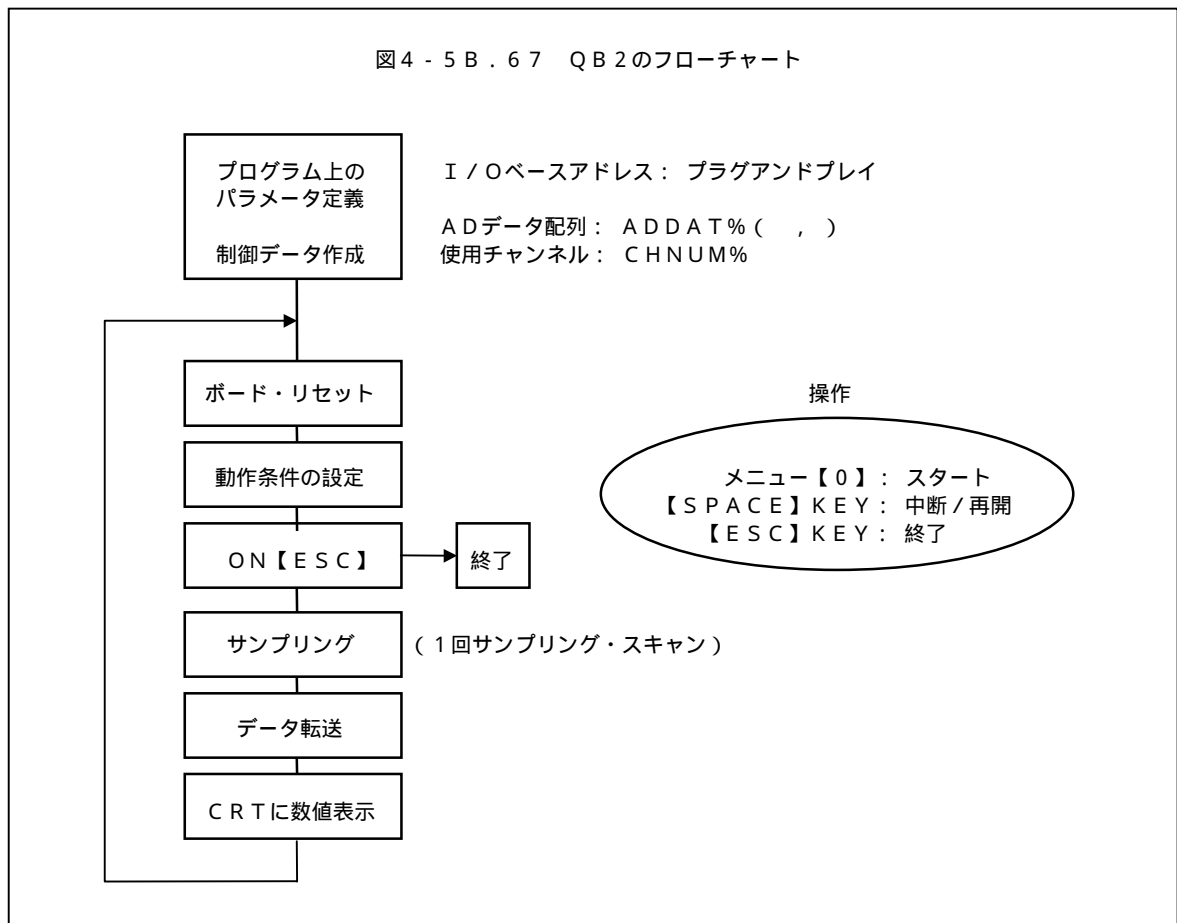 図4-5B.67 QB2のフローチャート
プログラム上の
パラメータ定義
制御データ作成
I/Oベースアドレス: プラグアンドプレイ
ADデータ配列: ADDAT%( , )
使用チャンネル: CHNUM%
ボード・リセット
動作条件の設定
ON【ESC】
終了
サンプリング
(1回サンプリング・スキャン)
データ転送
CRTに数値表示
操作
メニュー【0】: スタート
【SPACE】KEY: 中断/再開
【ESC】KEY: 終了